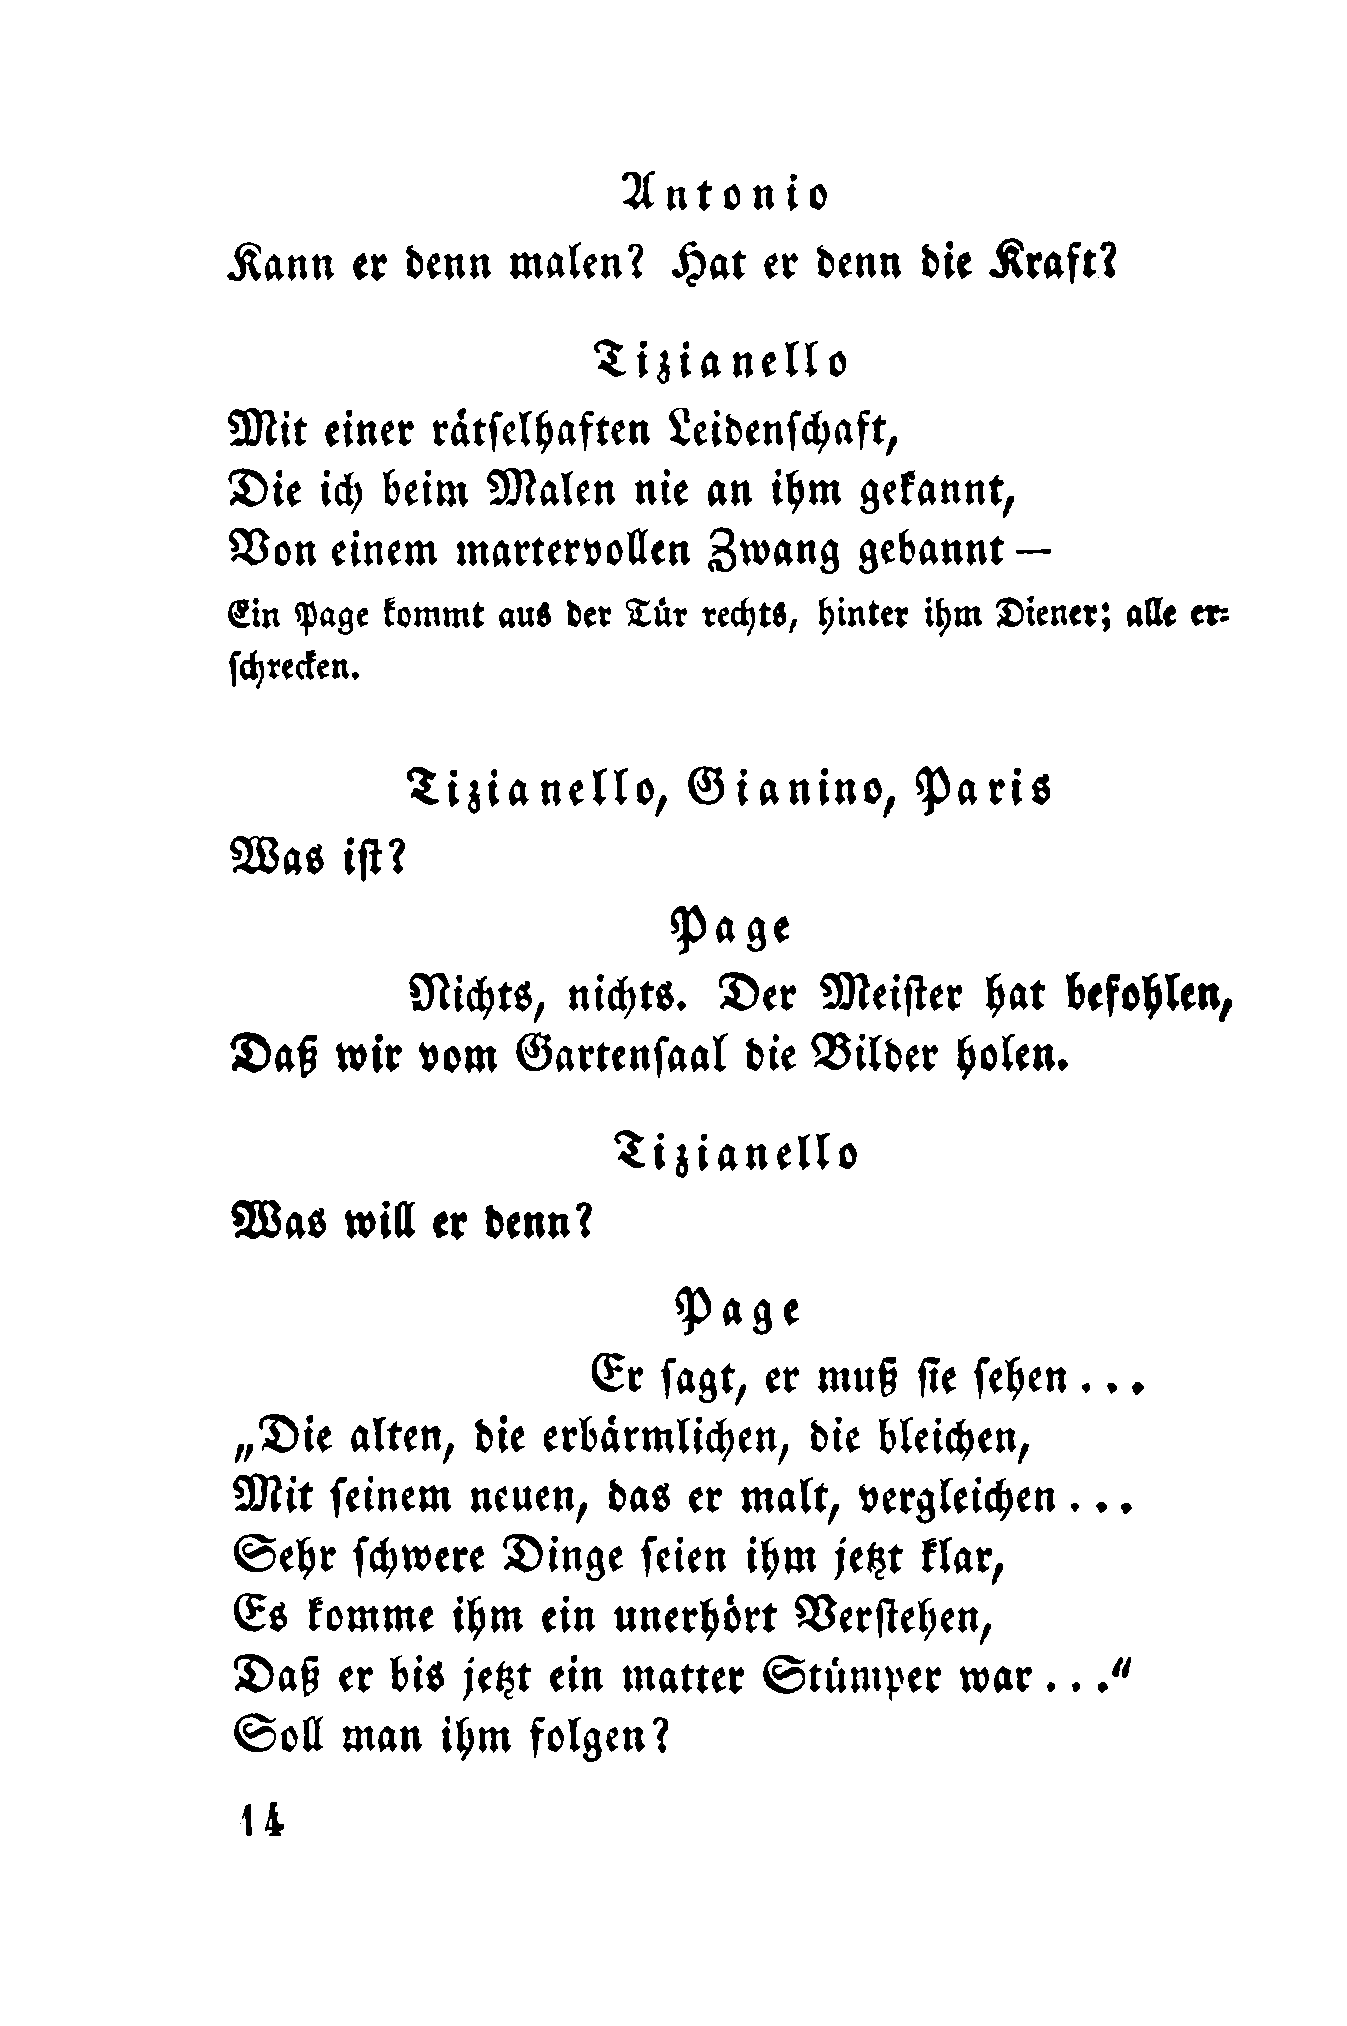 Antonio
Kann er denn malen? Hat er denn die Kraft?
Tizianello
Mit einer rätselhaften Leidenschaft,
Die ich beim Malen nie an ihm gekannt,
Von einem martervollen Zwang gebannt —
Ein Page kommt aus der Tür rechts, hinter ihm Diener; alle er-
schrecken.
Tizianello, Gianino, Paris
Was ist?
Page
Nichts, nichts. Der Meister hat befohlen,
Daß wir vom Gartensaal die Bilder holen.
Tizianello
Was will er denn?
Page
Er sagt, er muß sie sehen . . .
„Die alten, die erbärmlichen, die bleichen,
Mit seinem neuen, das er malt, vergleichen . . .
Sehr schwere Dinge seien ihm jetzt klar,
Es komme ihm ein unerhört Verstehen,
Daß er bis jetzt ein matter Stümper war . . .“
Soll man ihm folgen?
14